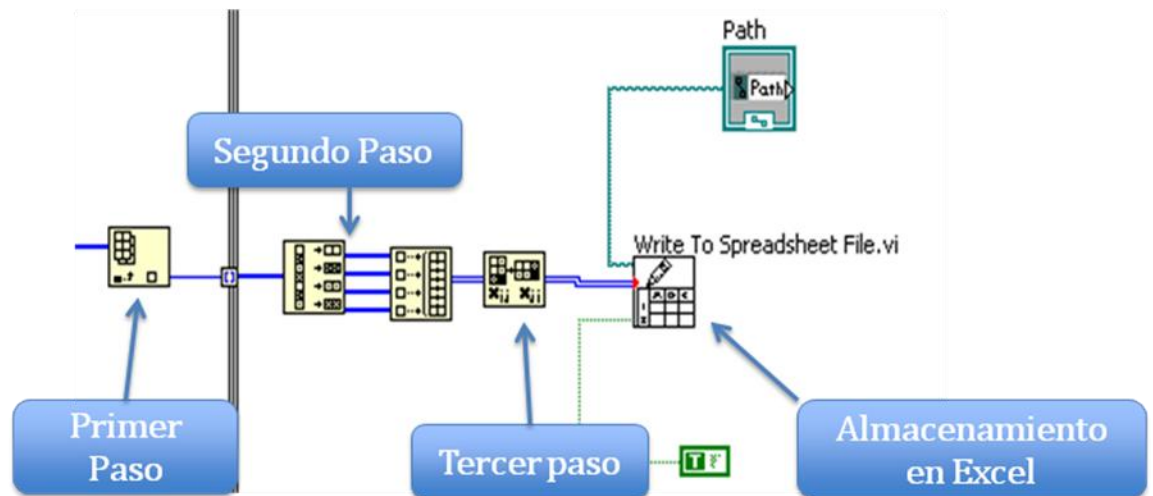 Path
Path
Segundo Paso
Write To Spreadsheet File.vi
Primer
Paso
Tercer paso
T
Almacenamiento
en Excel